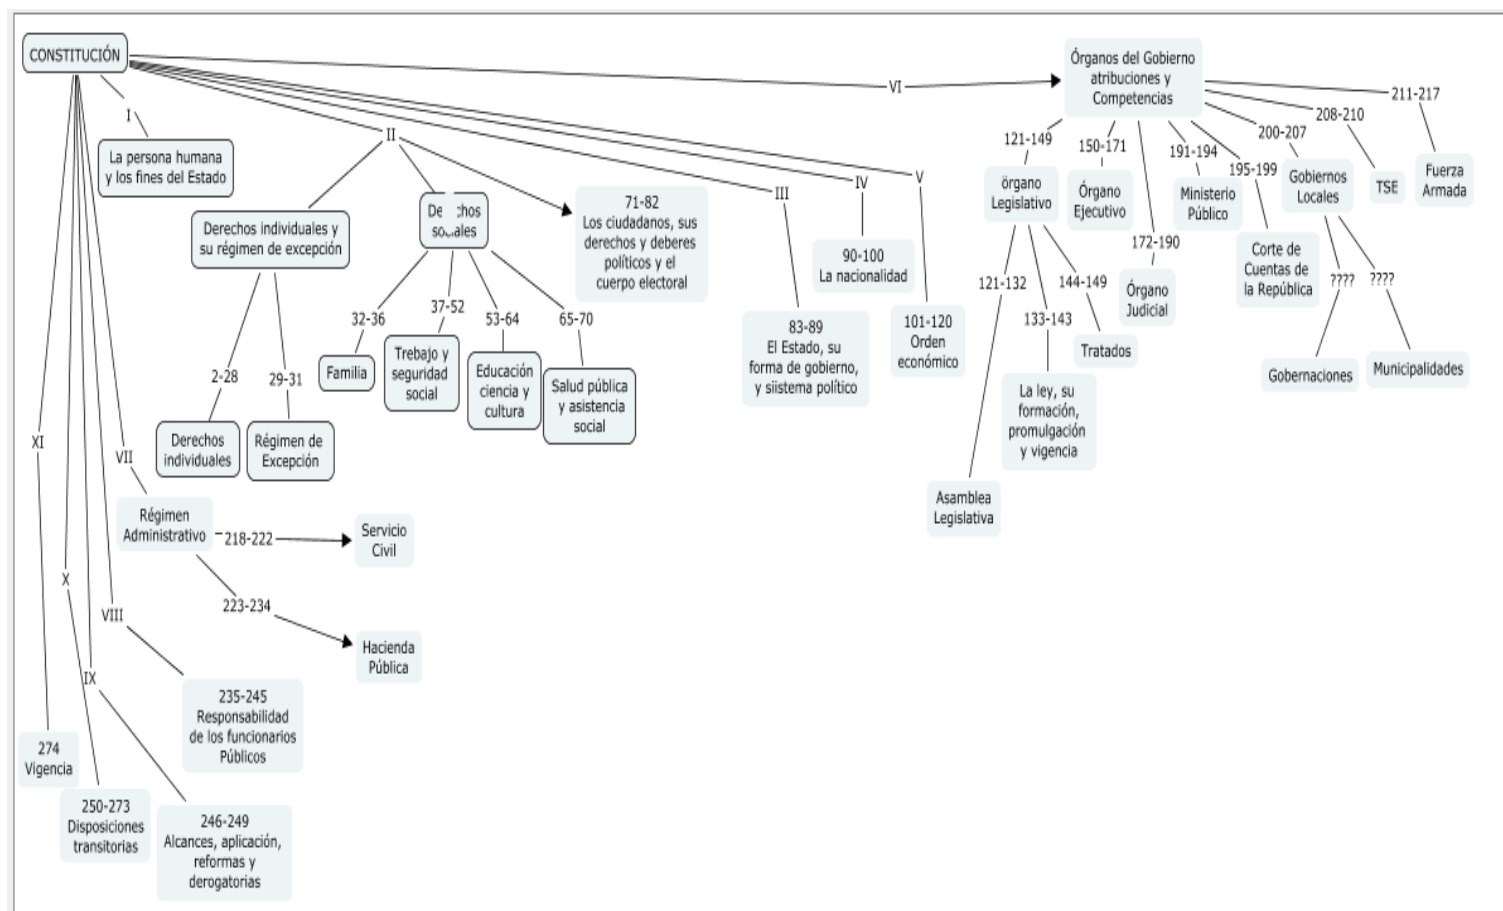 CONSTITUCIÓN
I
La persona humana
y los fines del Estado
II
Derechos individuales y
su régimen de excepción
2-28
Derechos
individuales
29-31
Régimen de
Excepción
32-36
Familia
37-52
Trebajo y
seguridad
social
53-64
Educación
ciencia y
cultura
65-70
Salud pública
y asistencia
social
71-82
Los ciudadanos, sus
derechos y deberes
políticos y el
cuerpo electoral
III
83-89
El Estado, su
forma de gobierno,
y siistema político
IV
90-100
La nacionalidad
V
101-120
Orden
económico
VI
Órganos del Gobierno
atribuciones y
Competencias
121-149
örgano
Legislativo
121-132
Asamblea
Legislativa
133-143
La ley, su
formación,
promulgación
y vigencia
144-149
Tratados
150-171
Órgano
Ejecutivo
172-190
Órgano
Judicial
191-194
Ministerio
Público
195-199
Corte de
Cuentas de
la República
200-207
Gobiernos
Locales
????
Gobernaciones
????
Municipalidades
208-210
TSE
211-217
Fuerza
Armada
VII
Régimen
Administrativo
218-222
Servicio
Civil
223-234
Hacienda
Pública
VIII
235-245
Responsabilidad
de los funcionarios
Públicos
IX
246-249
Alcances, aplicación,
reformas y
derogatorias
X
250-273
Disposiciones
transitorias
XI
274
Vigencia